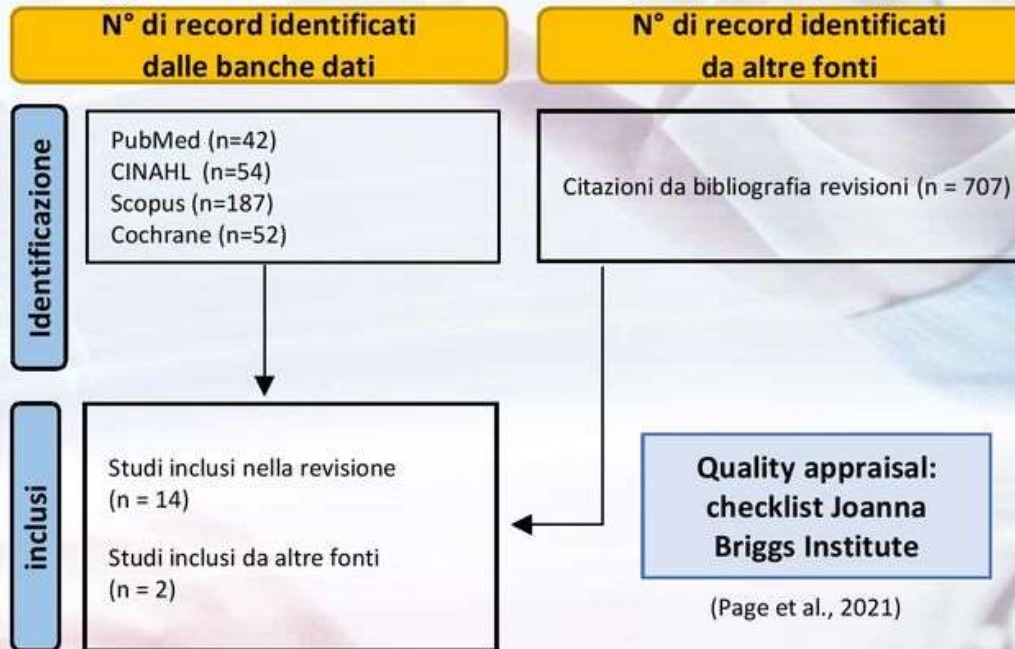 N° di record identificati
dalle banche dati
N° di record identificati
da altre fonti
Identificazione
PubMed (n=42)
CINAHL (n=54)
Scopus (n=187)
Cochrane (n=52)
Citazioni da bibliografia revisioni (n = 707)
inclusi
Studi inclusi nella revisione
(n = 14)
Studi inclusi da altre fonti
(n = 2)
Quality appraisal:
checklist Joanna
Briggs Institute
(Page et al., 2021)